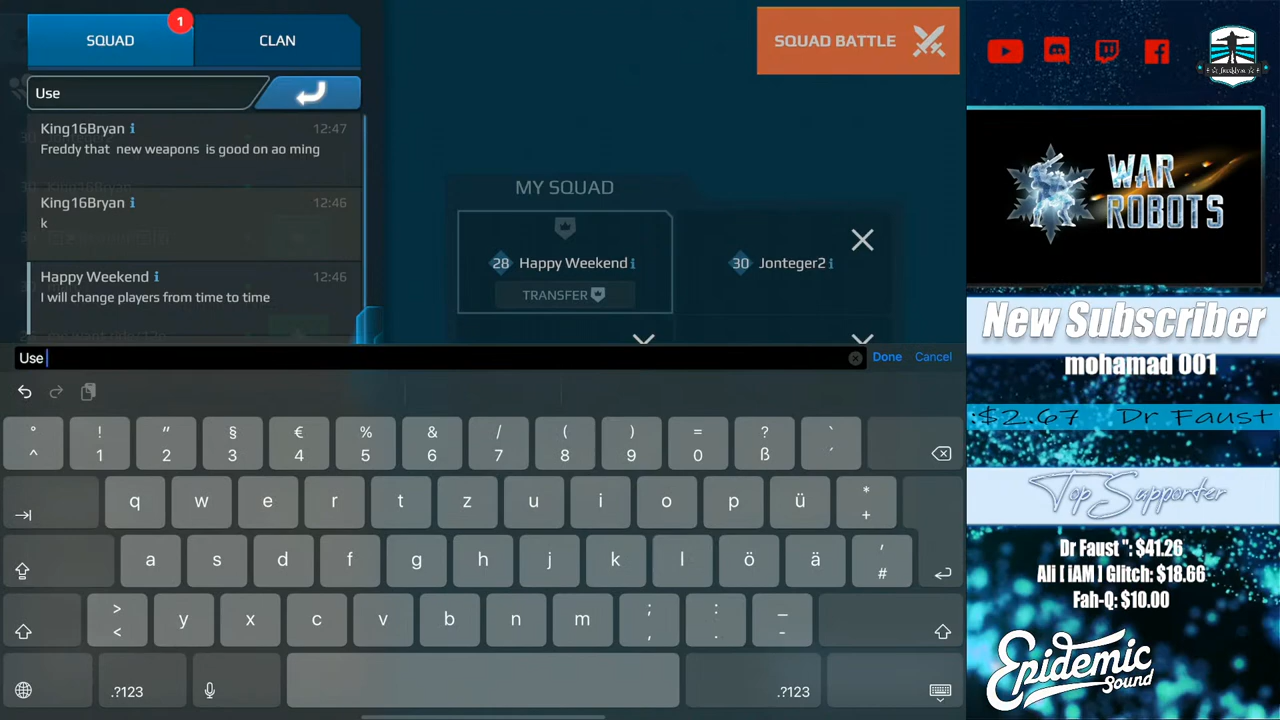 SQUAD
1
CLAN
SQUAD BATTLE
Use
King16Bryan i
12:47
Freddy that new weapons is good on ao ming
King16Bryan i
12:46
k
Happy Weekend i
12:46
I will change players from time to time
MY SQUAD
28 Happy Weekend i
TRANSFER
30 Jonteger2 i
Use
Done
Cancel
° ! " § € % & / ( ) = ? `
^ 1 2 3 4 5 6 7 8 9 0 ß ´
q w e r t z u i o p ü * +
a s d f g h j k l ö ä ' #
> < y x c v b n m ; , : . _ -
.?123
.?123
WAR
ROBOTS
New Subscriber
mohamad 001
$2.67 Dr Faust
Top Supporter
Dr Faust ": $41.26
Ali [ iAM ] Glitch: $18.66
Fah-Q: $10.00
Epidemic
Sound